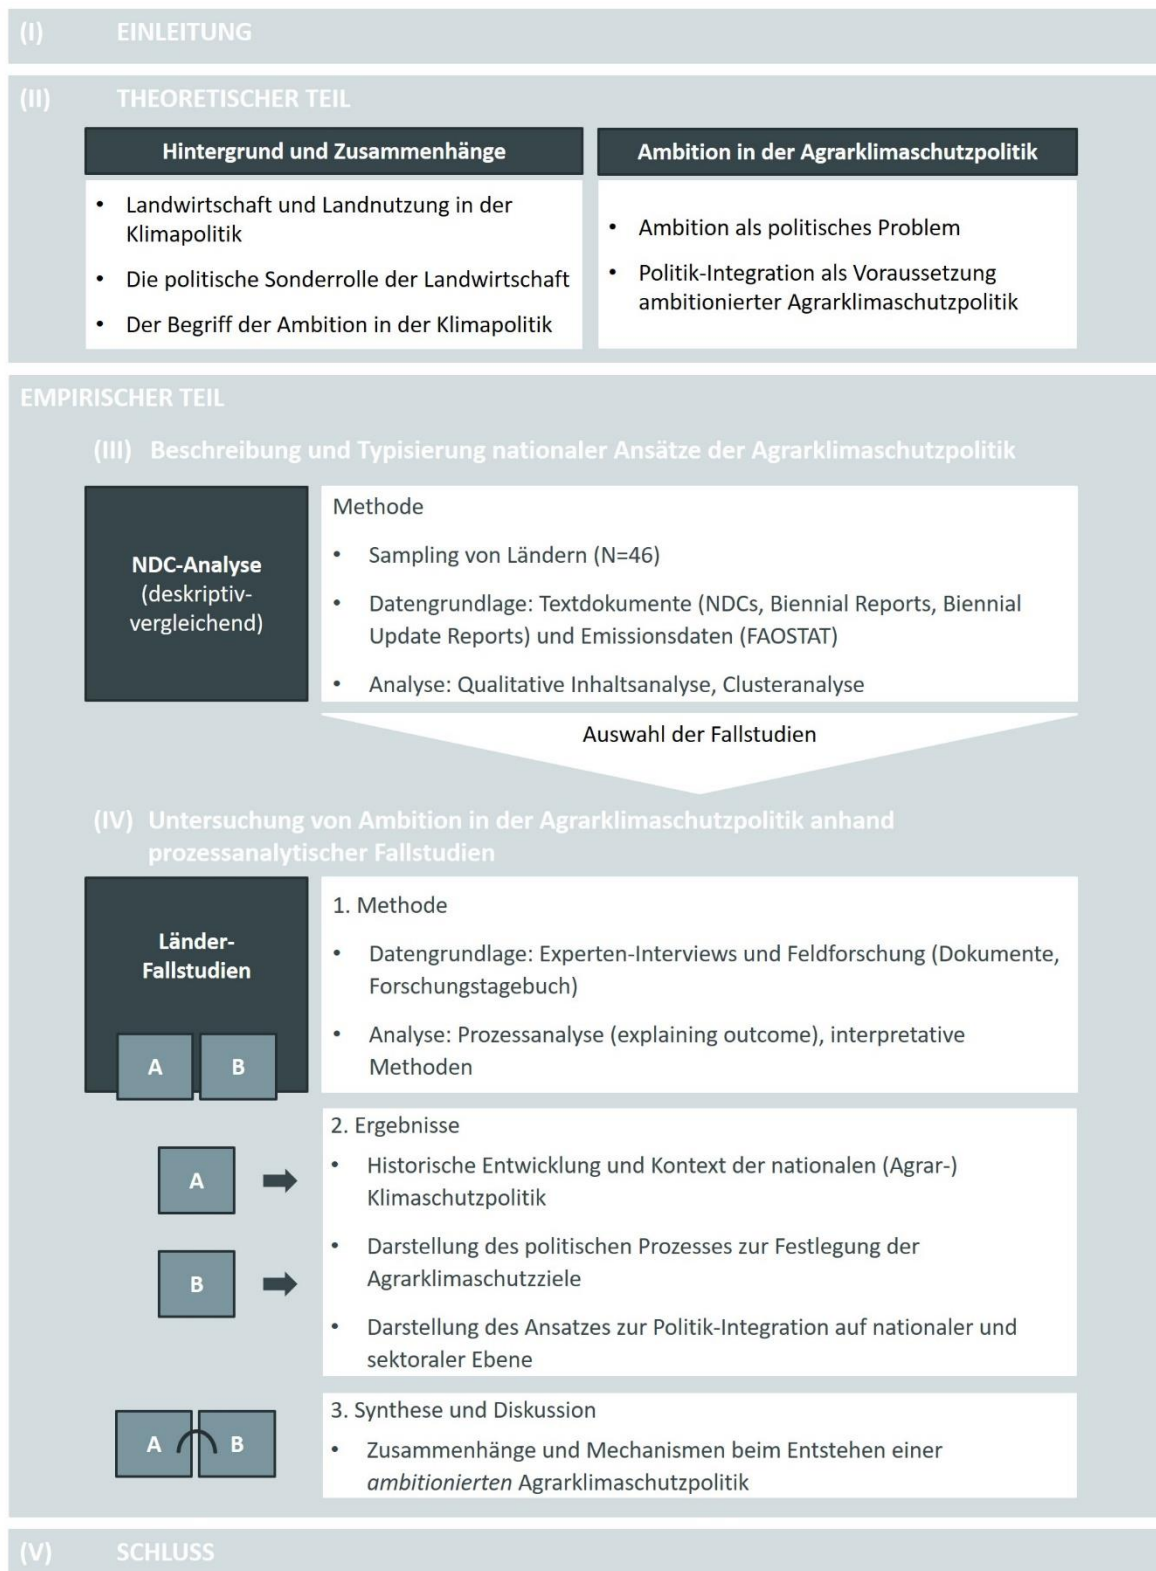 (I) EINLEITUNG
(II) THEORETISCHER TEIL
Hintergrund und Zusammenhänge
• Landwirtschaft und Landnutzung in der
Klimapolitik
• Die politische Sonderrolle der Landwirtschaft
• Der Begriff der Ambition in der Klimapolitik
Ambition in der Agrarklimaschutzpolitik
• Ambition als politisches Problem
• Politik-Integration als Voraussetzung
ambitionierter Agrarklimaschutzpolitik
EMPIRISCHER TEIL
(III) Beschreibung und Typisierung nationaler Ansätze der Agrarklimaschutzpolitik
NDC-Analyse
(deskriptiv-
vergleichend)
Methode
• Sampling von Ländern (N=46)
• Datengrundlage: Textdokumente (NDCs, Biennial Reports, Biennial
Update Reports) und Emissionsdaten (FAOSTAT)
• Analyse: Qualitative Inhaltsanalyse, Clusteranalyse
Auswahl der Fallstudien
(IV) Untersuchung von Ambition in der Agrarklimaschutzpolitik anhand
prozessanalytischer Fallstudien
Länder-
Fallstudien
A B
1. Methode
• Datengrundlage: Experten-Interviews und Feldforschung (Dokumente,
Forschungstagebuch)
• Analyse: Prozessanalyse (explaining outcome), interpretative
Methoden
A
B
2. Ergebnisse
• Historische Entwicklung und Kontext der nationalen (Agrar-)
Klimaschutzpolitik
• Darstellung des politischen Prozesses zur Festlegung der
Agrarklimaschutzziele
• Darstellung des Ansatzes zur Politik-Integration auf nationaler und
sektoraler Ebene
A B
3. Synthese und Diskussion
• Zusammenhänge und Mechanismen beim Entstehen einer
ambitionierten Agrarklimaschutzpolitik
(V) SCHLUSS